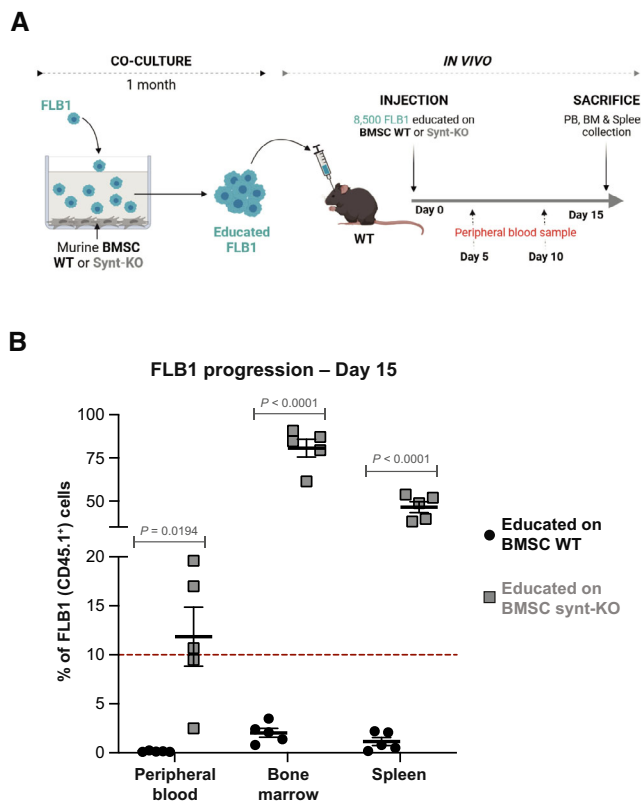 A
CO-CULTURE
1 month
IN VIVO
FLB1
INJECTION
8,500 FLB1 educated on
BMSC WT or Synt-KO
SACRIFICE
PB, BM & Splee
collection
Murine BMSC
WT or Synt-KO
Educated
FLB1
WT
Day 0
Day 15
Peripheral blood sample
Day 5
Day 10
B
FLB1 progression – Day 15
% of FLB1 (CD45.1+) cells
100
75
50
20
15
10
5
0
P = 0.0194
P < 0.0001
P < 0.0001
Peripheral
blood
Bone
marrow
Spleen
Educated on
BMSC WT
Educated on
BMSC synt-KO